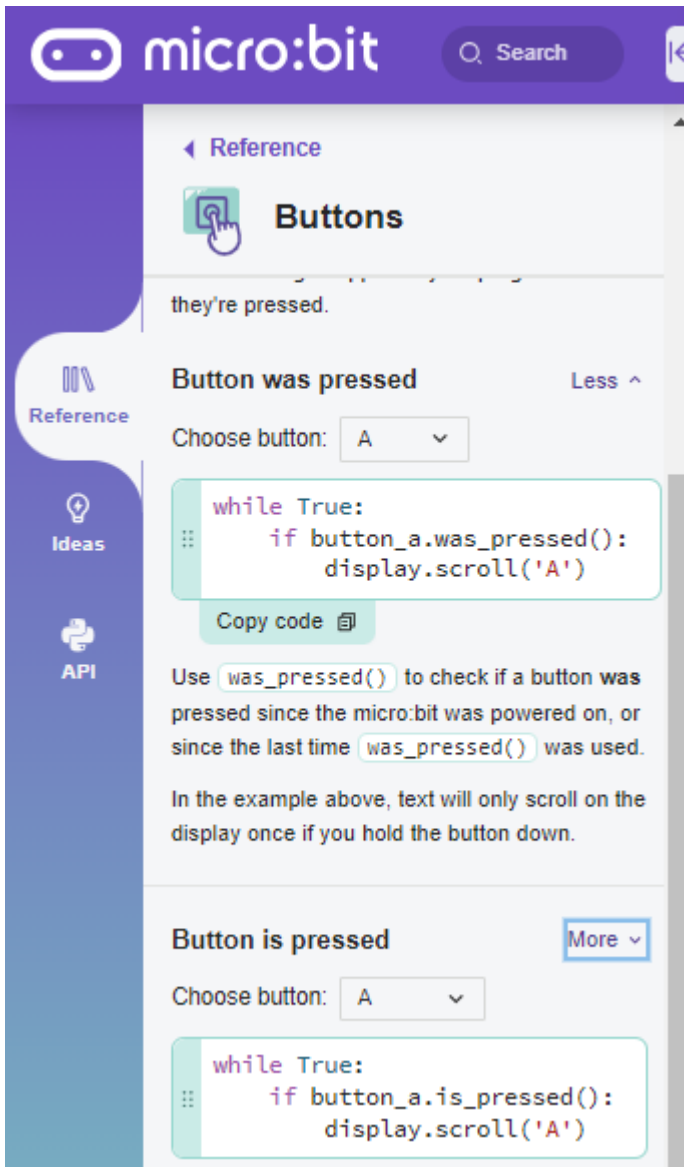 micro:bit
Search
Reference
Buttons
they're pressed.
Reference
Ideas
API
Button was pressed
Less
Choose button: A
while True:
    if button_a.was_pressed():
        display.scroll('A')
Copy code
Use was_pressed() to check if a button was
pressed since the micro:bit was powered on, or
since the last time was_pressed() was used.
In the example above, text will only scroll on the
display once if you hold the button down.
Button is pressed
More
Choose button: A
while True:
    if button_a.is_pressed():
        display.scroll('A')